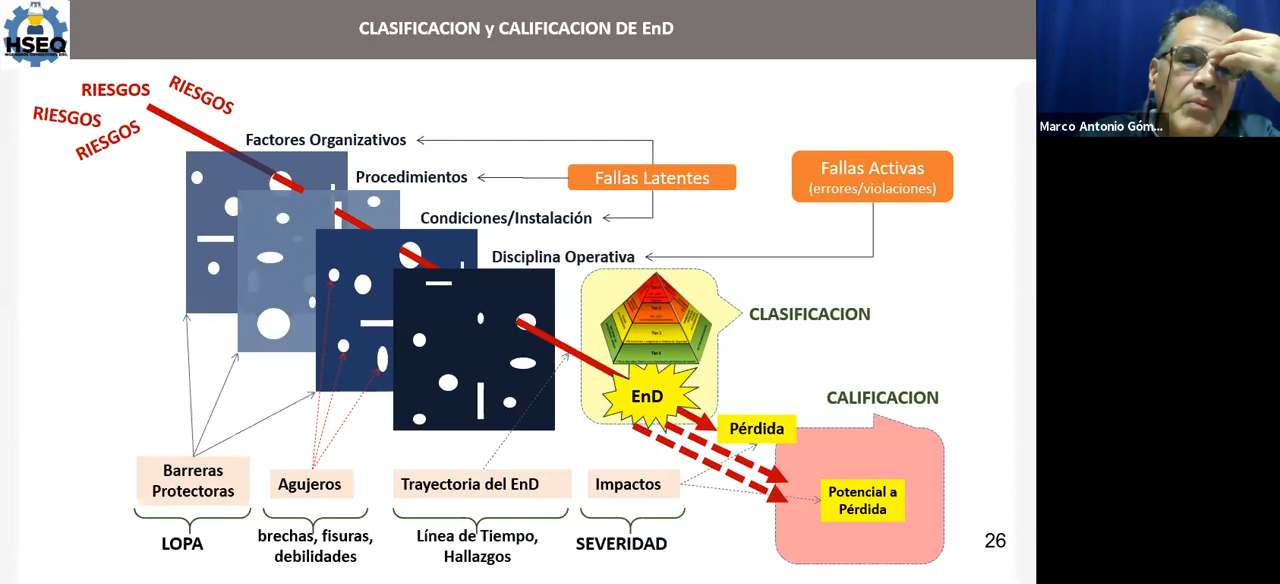 CLASIFICACION y CALIFICACION DE EnD
HSEQ
RIESGOS
RIESGOS
RIESGOS
RIESGOS
Factores Organizativos
Procedimientos
Fallas Latentes
Fallas Activas
(errores/violaciones)
Condiciones/Instalación
Disciplina Operativa
CLASIFICACION
EnD
CALIFICACION
Pérdida
Potencial a
Pérdida
Barreras
Protectoras
Agujeros
Trayectoria del EnD
Impactos
LOPA
brechas, fisuras,
debilidades
Línea de Tiempo,
Hallazgos
SEVERIDAD
26
Marco Antonio Góm...